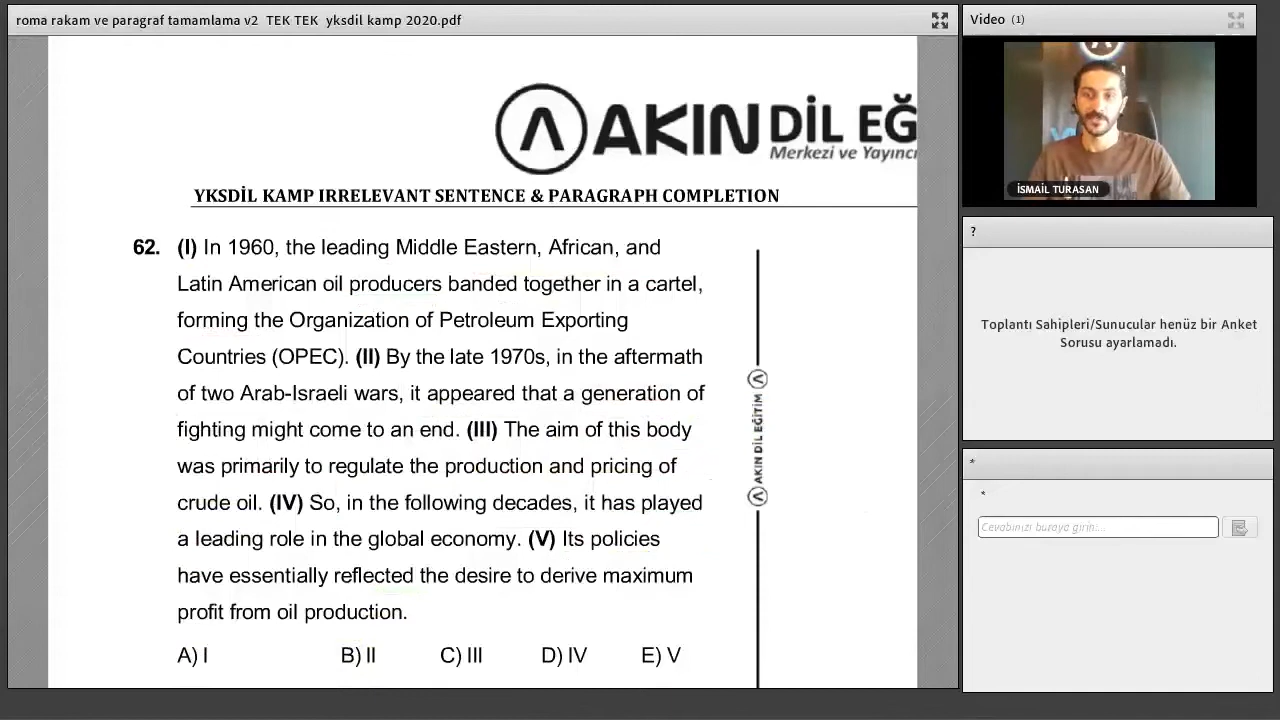 roma rakam ve paragraf tamamlama v2 TEK TEK yksdil kamp 2020.pdf
AKIN DİL EĞ
Merkezi ve Yayıncı
YKSDİL KAMP IRRELEVANT SENTENCE & PARAGRAPH COMPLETION
62. (I) In 1960, the leading Middle Eastern, African, and
Latin American oil producers banded together in a cartel,
forming the Organization of Petroleum Exporting
Countries (OPEC). (II) By the late 1970s, in the aftermath
of two Arab-Israeli wars, it appeared that a generation of
fighting might come to an end. (III) The aim of this body
was primarily to regulate the production and pricing of
crude oil. (IV) So, in the following decades, it has played
a leading role in the global economy. (V) Its policies
have essentially reflected the desire to derive maximum
profit from oil production.
A) I B) II C) III D) IV E) V
AKIN DİL EĞİTİM
Video (1)
İSMAİL TURASAN
?
Toplantı Sahipleri/Sunucular henüz bir Anket
Sorusu ayarlamadı.
*
*
Cevabınızı buraya girin...